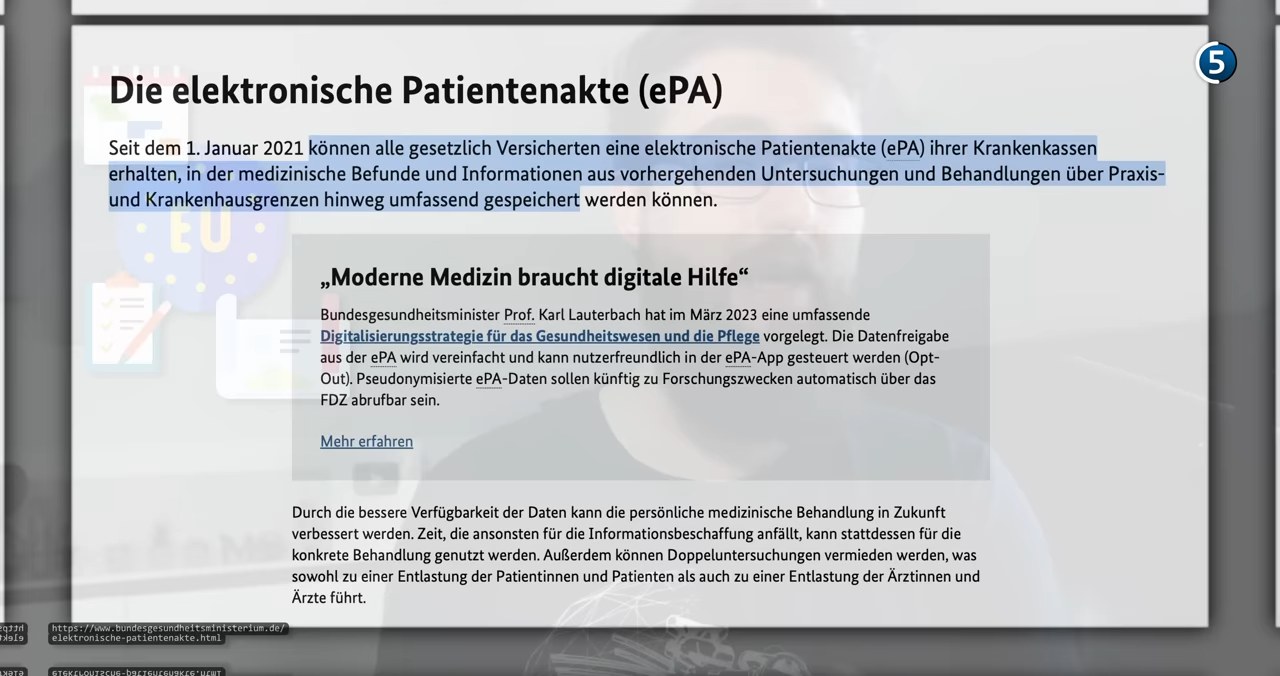 5
Die elektronische Patientenakte (ePA)
Seit dem 1. Januar 2021 können alle gesetzlich Versicherten eine elektronische Patientenakte (ePA) ihrer Krankenkassen
erhalten, in der medizinische Befunde und Informationen aus vorhergehenden Untersuchungen und Behandlungen über Praxis-
und Krankenhausgrenzen hinweg umfassend gespeichert werden können.
EU
„Moderne Medizin braucht digitale Hilfe“
Bundesgesundheitsminister Prof. Karl Lauterbach hat im März 2023 eine umfassende
Digitalisierungsstrategie für das Gesundheitswesen und die Pflege vorgelegt. Die Datenfreigabe
aus der ePA wird vereinfacht und kann nutzerfreundlich in der ePA-App gesteuert werden (Opt-
Out). Pseudonymisierte ePA-Daten sollen künftig zu Forschungszwecken automatisch über das
FDZ abrufbar sein.
Mehr erfahren
Durch die bessere Verfügbarkeit der Daten kann die persönliche medizinische Behandlung in Zukunft
verbessert werden. Zeit, die ansonsten für die Informationsbeschaffung anfällt, kann stattdessen für die
konkrete Behandlung genutzt werden. Außerdem können Doppeluntersuchungen vermieden werden, was
sowohl zu einer Entlastung der Patientinnen und Patienten als auch zu einer Entlastung der Ärztinnen und
Ärzte führt.
https://www.bundesgesundheitsministerium.de/
elektronische-patientenakte.html